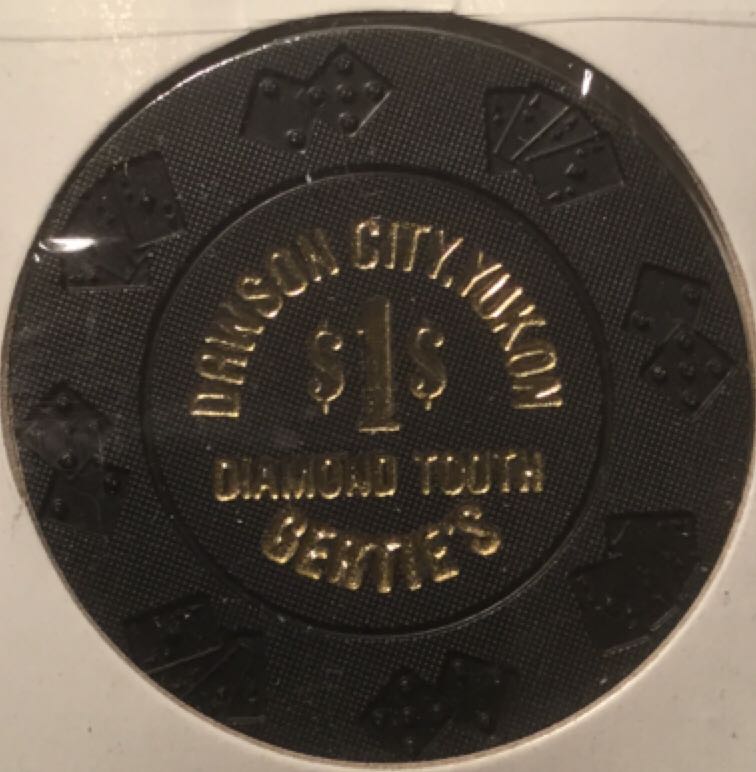 DAWSON CITY, YUKON
$1$
DIAMOND TOOTH
GERTIE'S